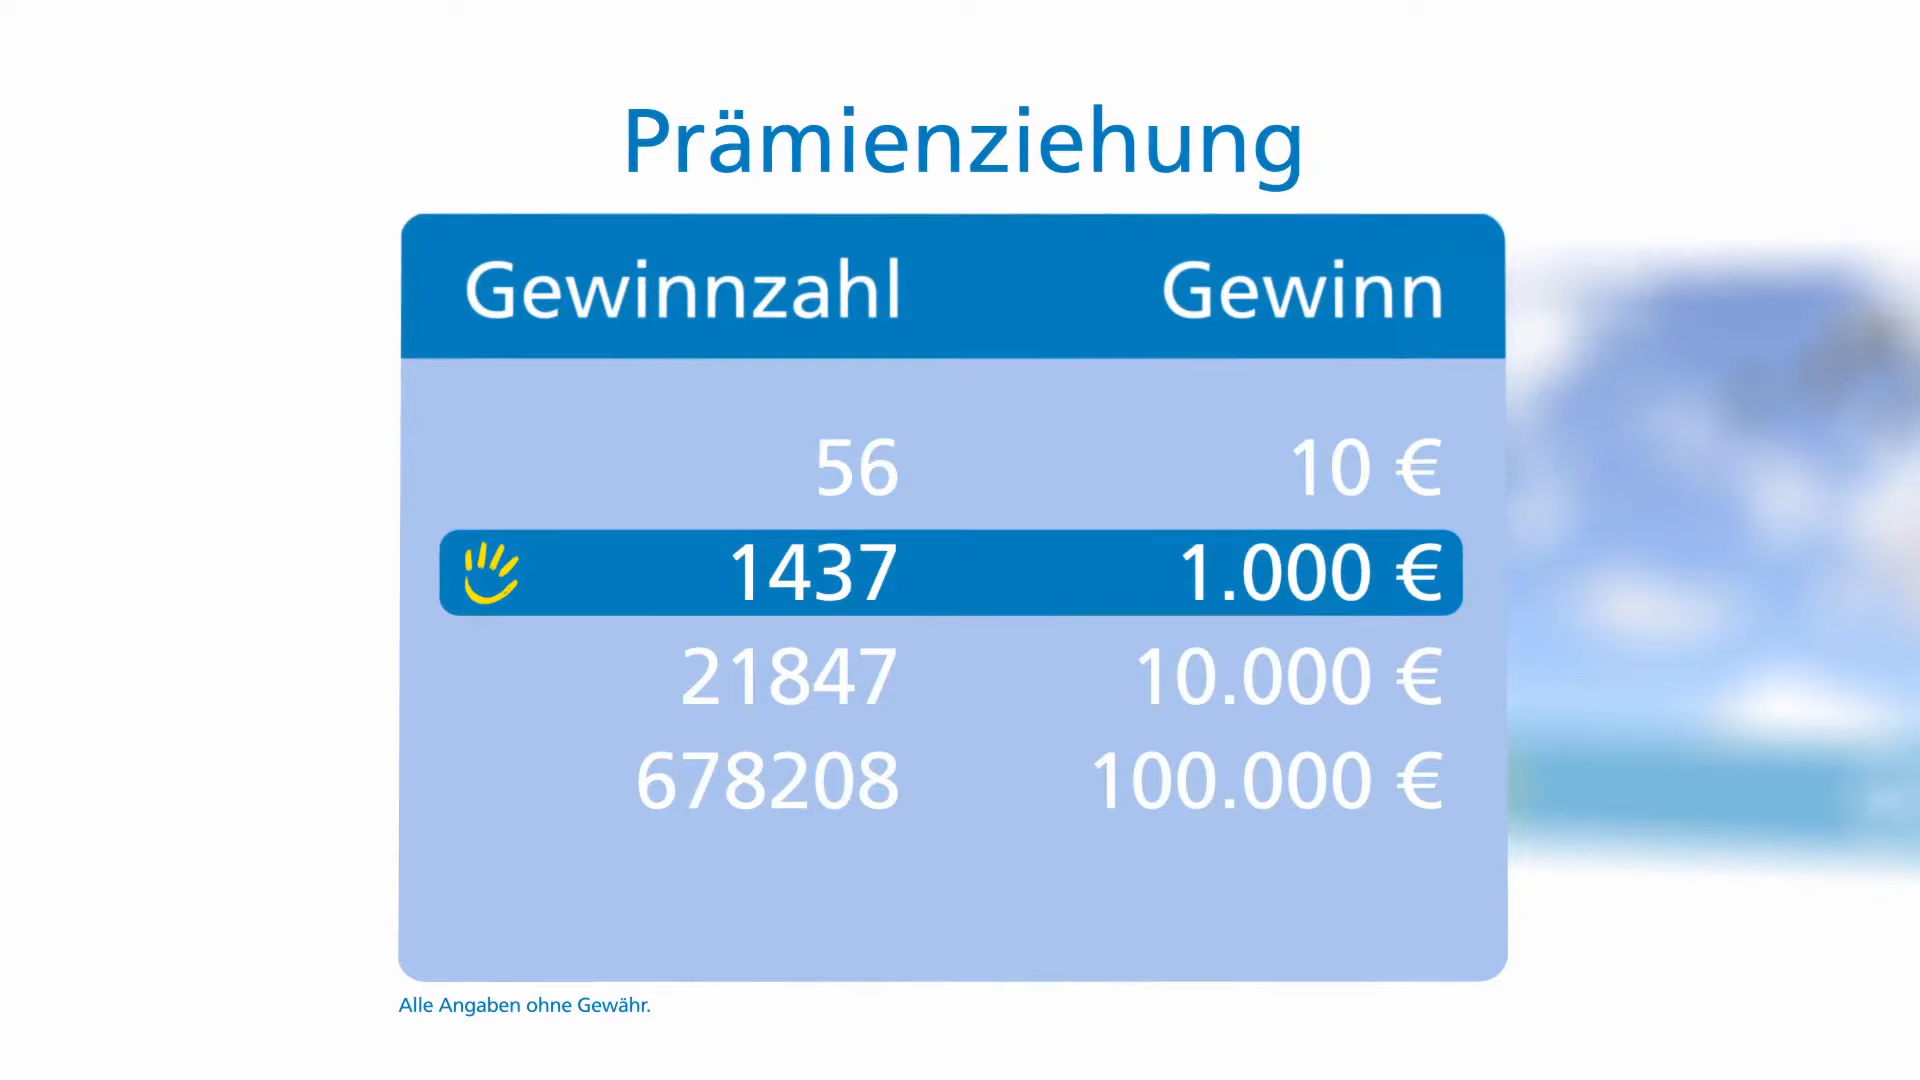 Prämienziehung
Gewinnzahl Gewinn
56 10 €
1437 1.000 €
21847 10.000 €
678208 100.000 €
Alle Angaben ohne Gewähr.